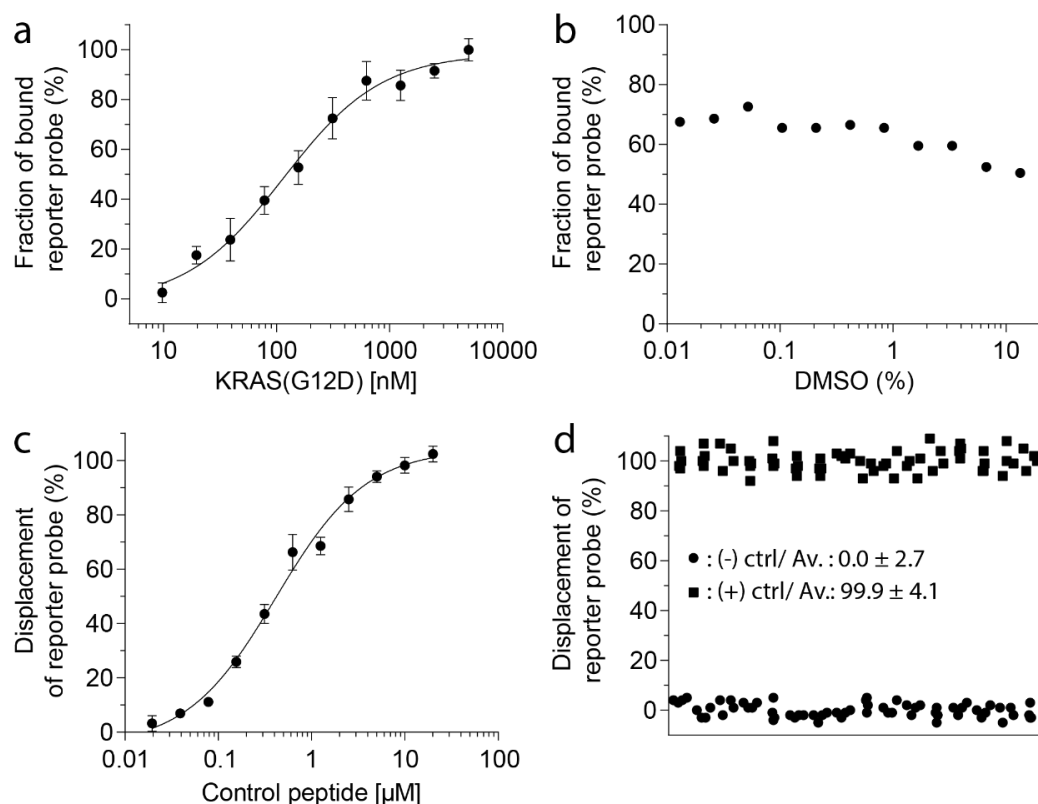 a
Fraction of bound
reporter probe (%)
100
80
60
40
20
0
10
100
1000
10000
KRAS(G12D) [nM]
b
Fraction of bound
reporter probe (%)
100
80
60
40
20
0
0.01
0.1
1
10
DMSO (%)
c
Displacement
of reporter probe (%)
100
80
60
40
20
0
0.01
0.1
1
10
100
Control peptide [µM]
d
Displacement of
reporter probe (%)
100
80
60
40
20
0
: (-) ctrl/ Av. : 0.0 ± 2.7
: (+) ctrl/ Av.: 99.9 ± 4.1